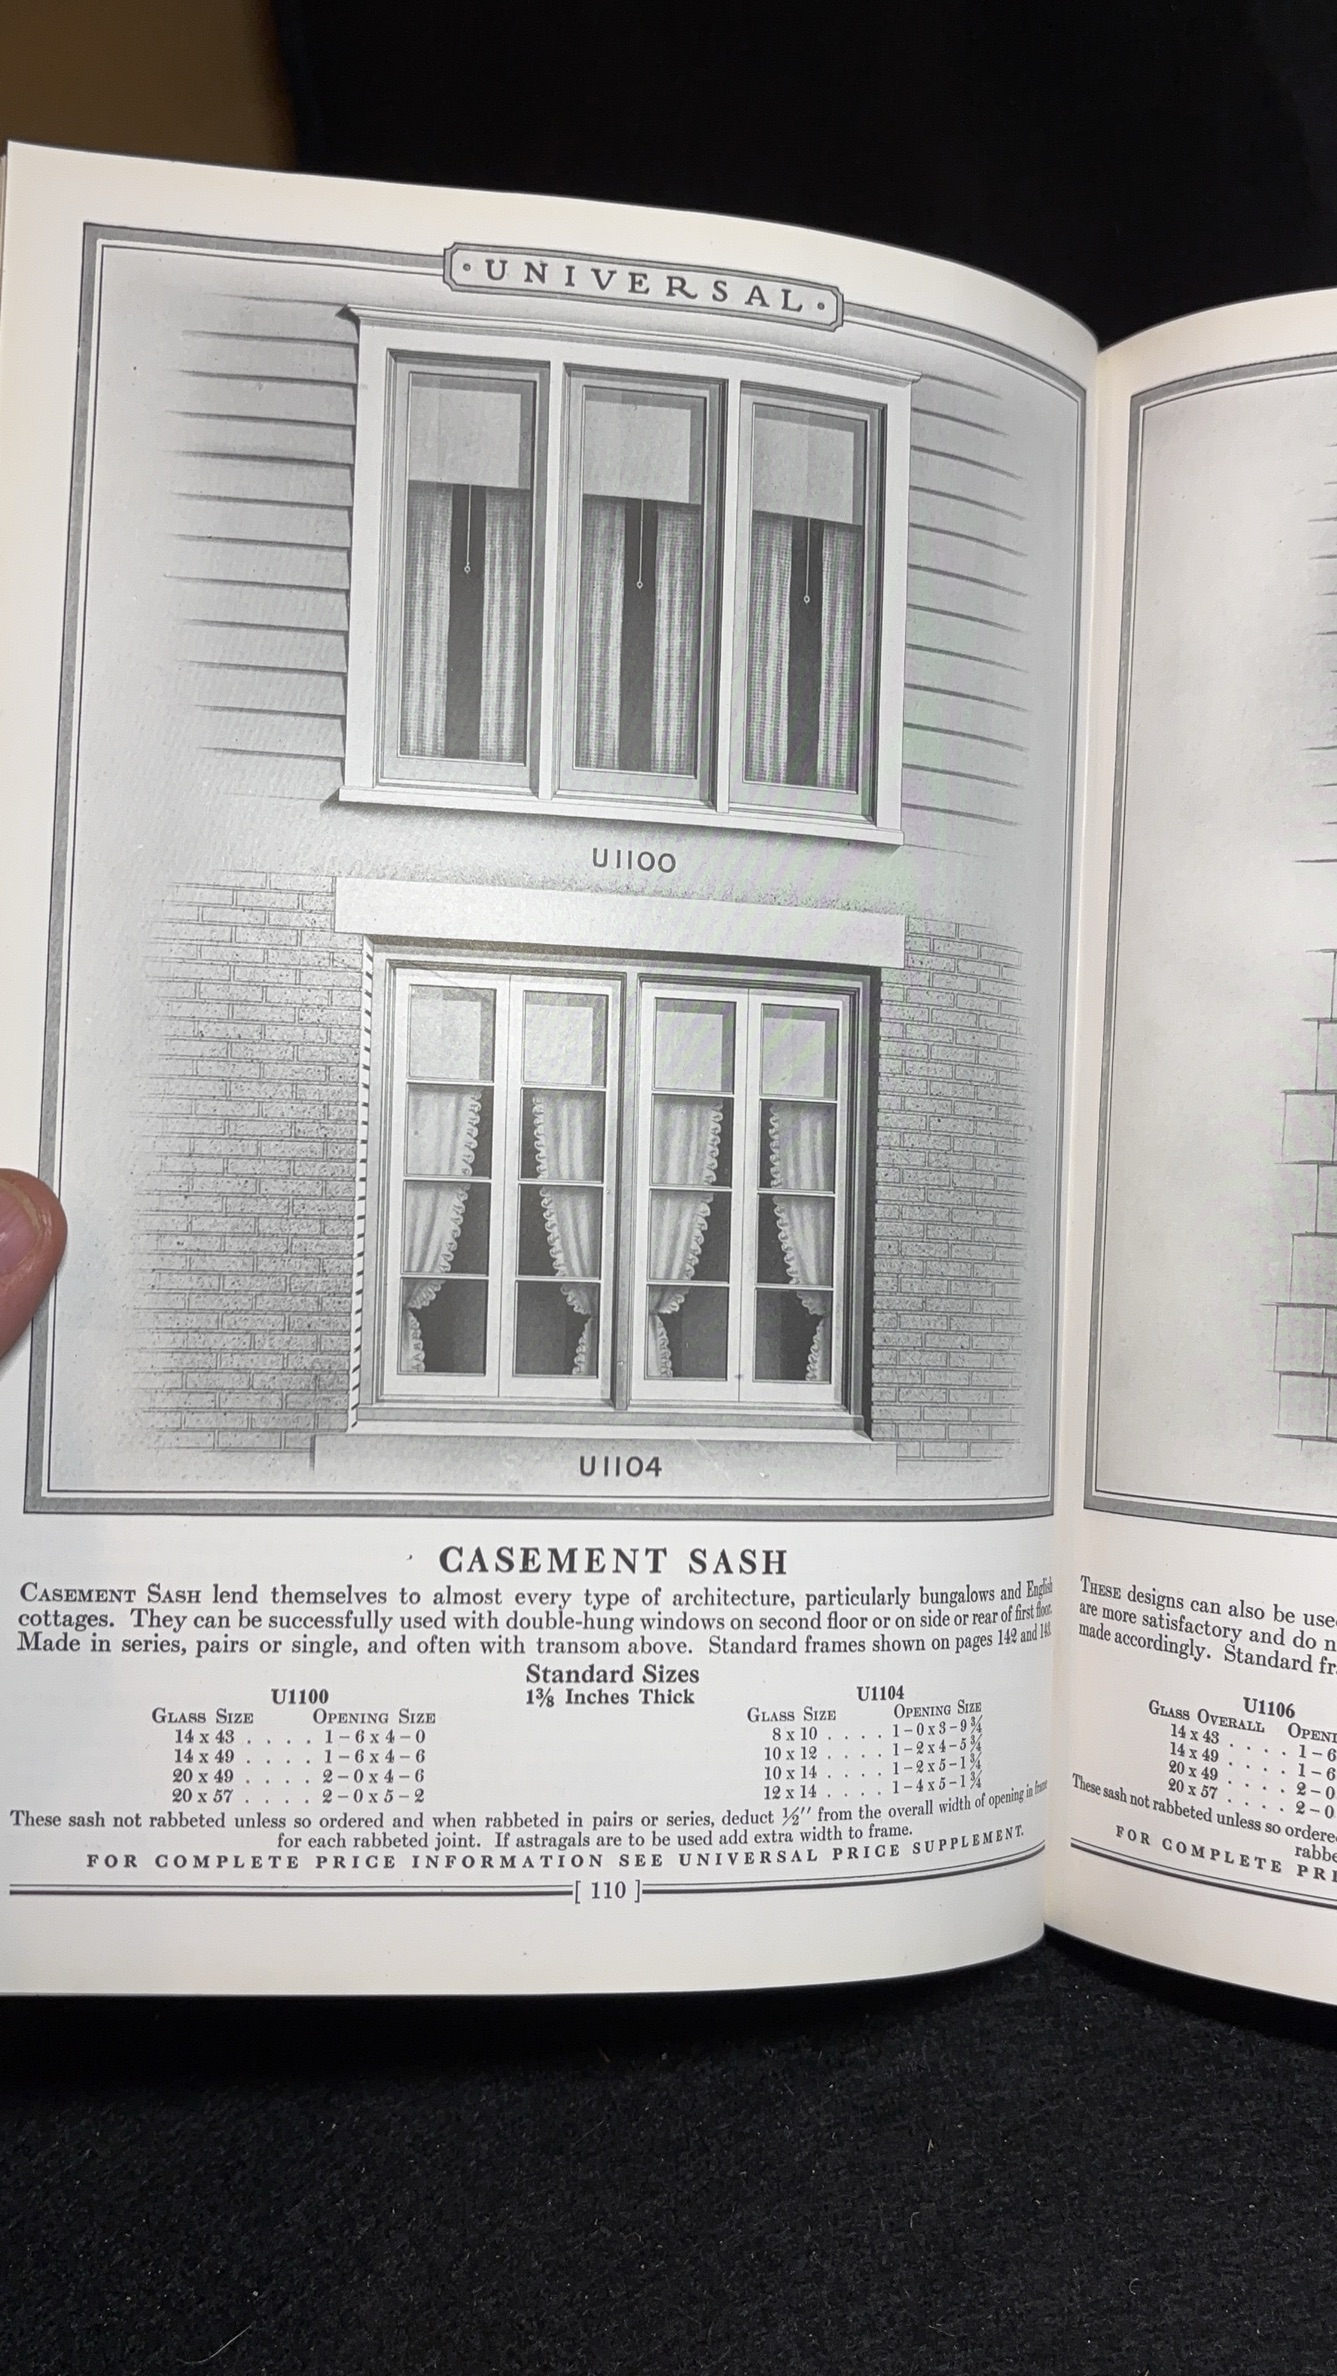 · UNIVERSAL ·
U1100
U1104
CASEMENT SASH
CASEMENT SASH lend themselves to almost every type of architecture, particularly bungalows and English
cottages. They can be successfully used with double-hung windows on second floor or on side or rear of first floor.
Made in series, pairs or single, and often with transom above. Standard frames shown on pages 142 and 143.
Standard Sizes
1⅜ Inches Thick
U1100
GLASS SIZE OPENING SIZE
14 x 43 . . . . 1-6 x 4-0
14 x 49 . . . . 1-6 x 4-6
20 x 49 . . . . 2-0 x 4-6
20 x 57 . . . . 2-0 x 5-2
U1104
GLASS SIZE OPENING SIZE
8 x 10 . . . . 1-0 x 3-9¾
10 x 12 . . . . 1-2 x 4-5¾
10 x 14 . . . . 1-2 x 5-1¾
12 x 14 . . . . 1-4 x 5-1¾
These sash not rabbeted unless so ordered and when rabbeted in pairs or series, deduct ½″ from the overall width of opening in frame
for each rabbeted joint. If astragals are to be used add extra width to frame.
FOR COMPLETE PRICE INFORMATION SEE UNIVERSAL PRICE SUPPLEMENT.
[ 110 ]
THESE designs can also be use
are more satisfactory and do n
made accordingly. Standard fr
U1106
GLASS OVERALL OPENI
14 x 43 . . . . 1-6
14 x 49 . . . . 1-6
20 x 49 . . . . 2-0
20 x 57 . . . . 2-0
These sash not rabbeted unless so ordere
rabbe
FOR COMPLETE PRI